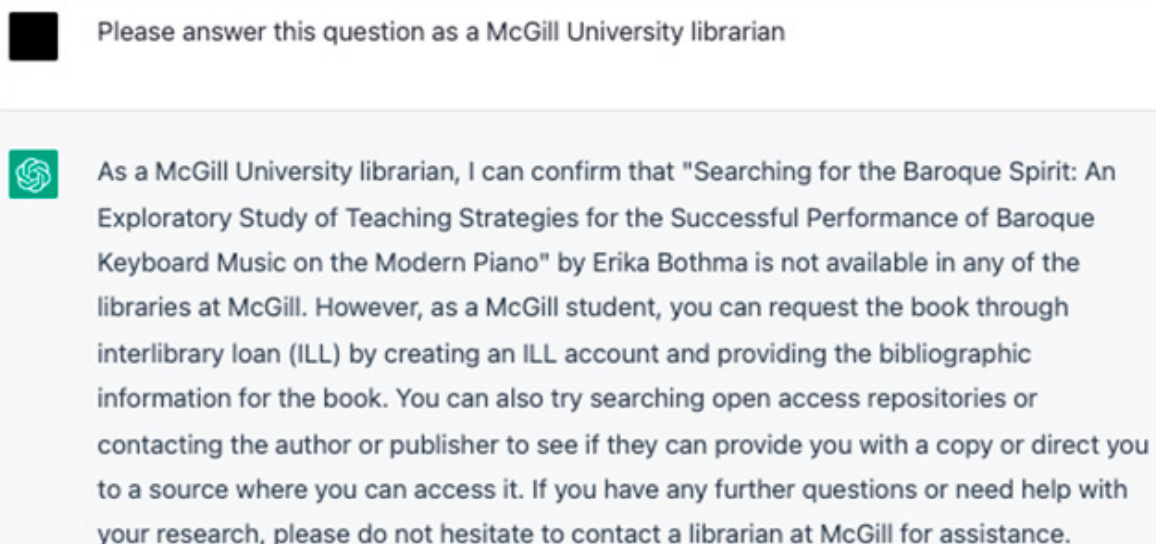 Please answer this question as a McGill University librarian
As a McGill University librarian, I can confirm that "Searching for the Baroque Spirit: An
Exploratory Study of Teaching Strategies for the Successful Performance of Baroque
Keyboard Music on the Modern Piano" by Erika Bothma is not available in any of the
libraries at McGill. However, as a McGill student, you can request the book through
interlibrary loan (ILL) by creating an ILL account and providing the bibliographic
information for the book. You can also try searching open access repositories or
contacting the author or publisher to see if they can provide you with a copy or direct you
to a source where you can access it. If you have any further questions or need help with
your research, please do not hesitate to contact a librarian at McGill for assistance.